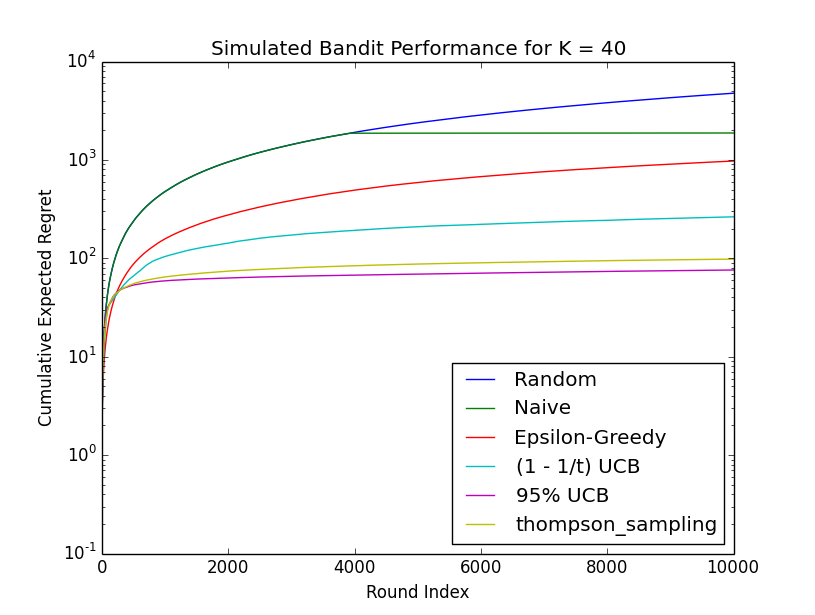 Simulated Bandit Performance for K = 40
Cumulative Expected Regret
10^4
10^3
10^2
10^1
10^0
10^-1
0 2000 4000 6000 8000 10000
Round Index
Random
Naive
Epsilon-Greedy
(1 - 1/t) UCB
95% UCB
thompson_sampling